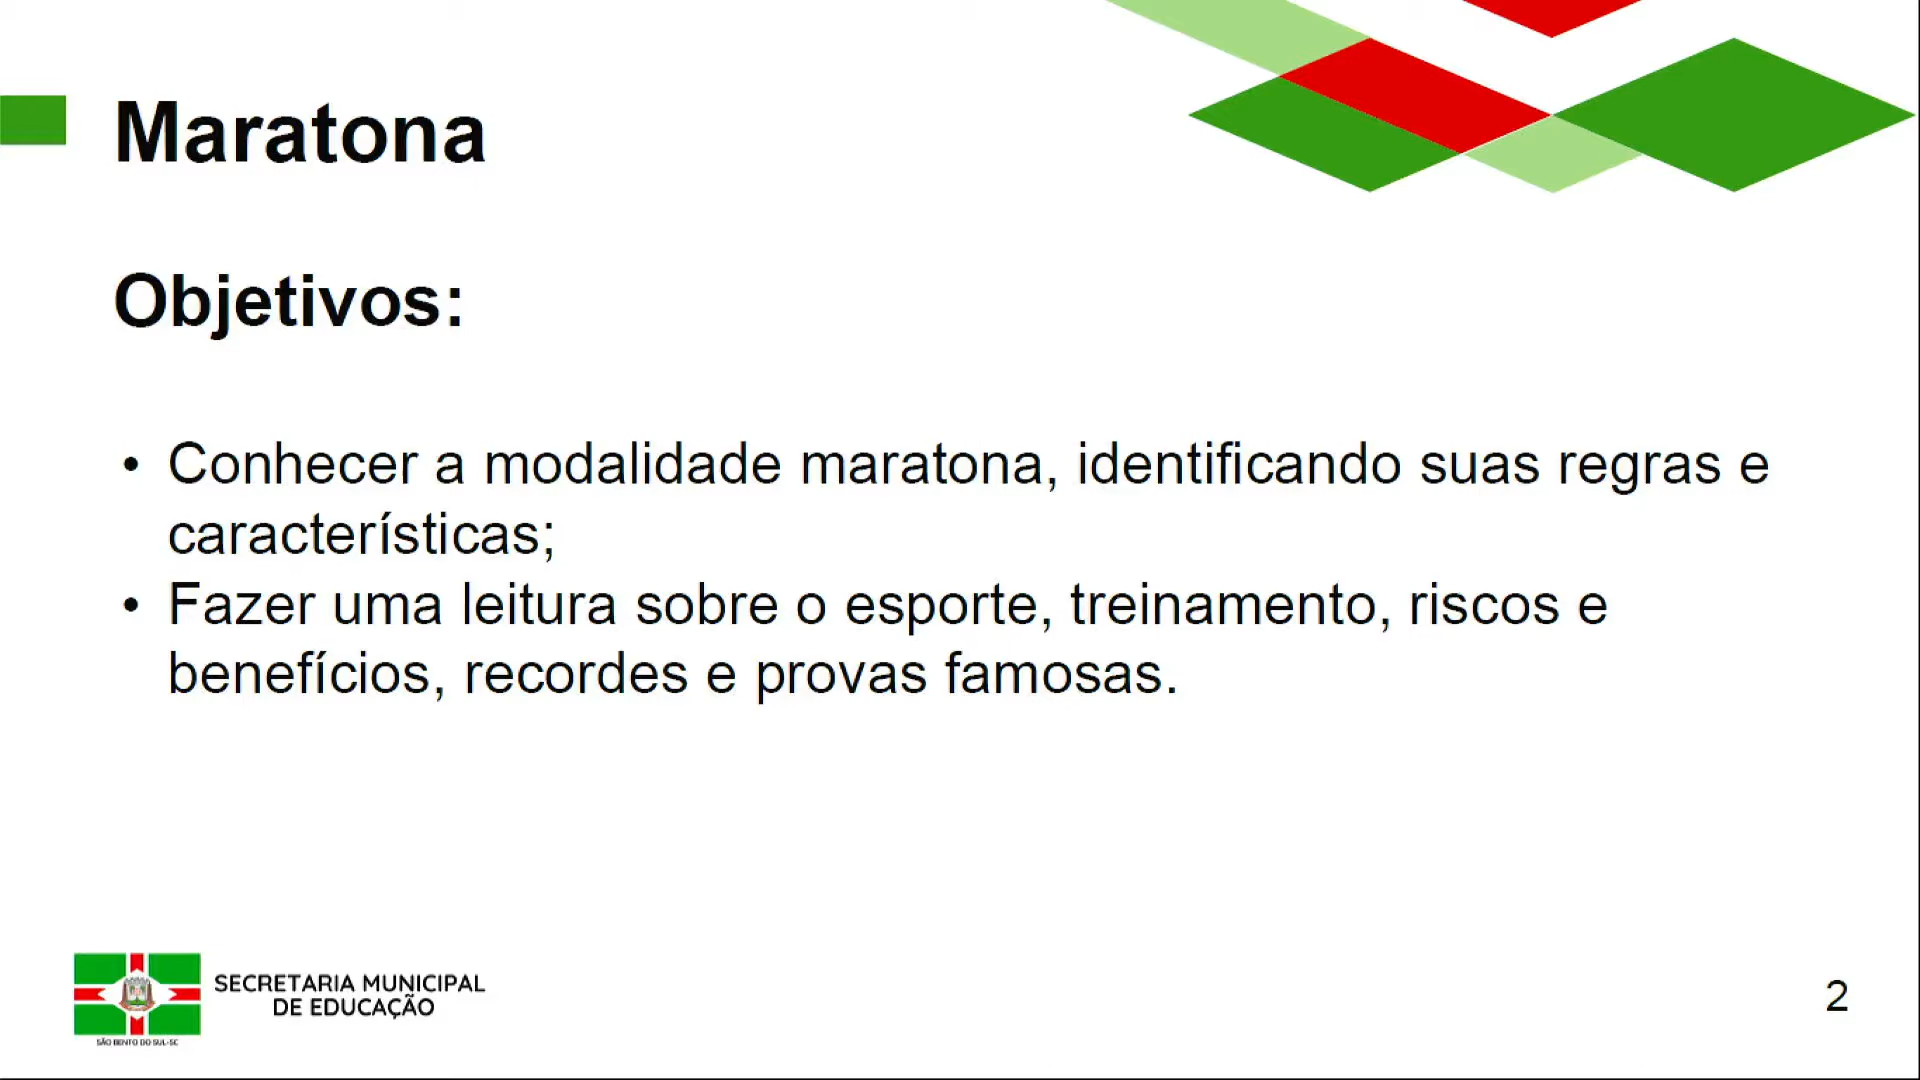 Maratona
Objetivos:
• Conhecer a modalidade maratona, identificando suas regras e
características;
• Fazer uma leitura sobre o esporte, treinamento, riscos e
benefícios, recordes e provas famosas.
SECRETARIA MUNICIPAL
DE EDUCAÇÃO
SÃO BENTO DO SUL-SC
2